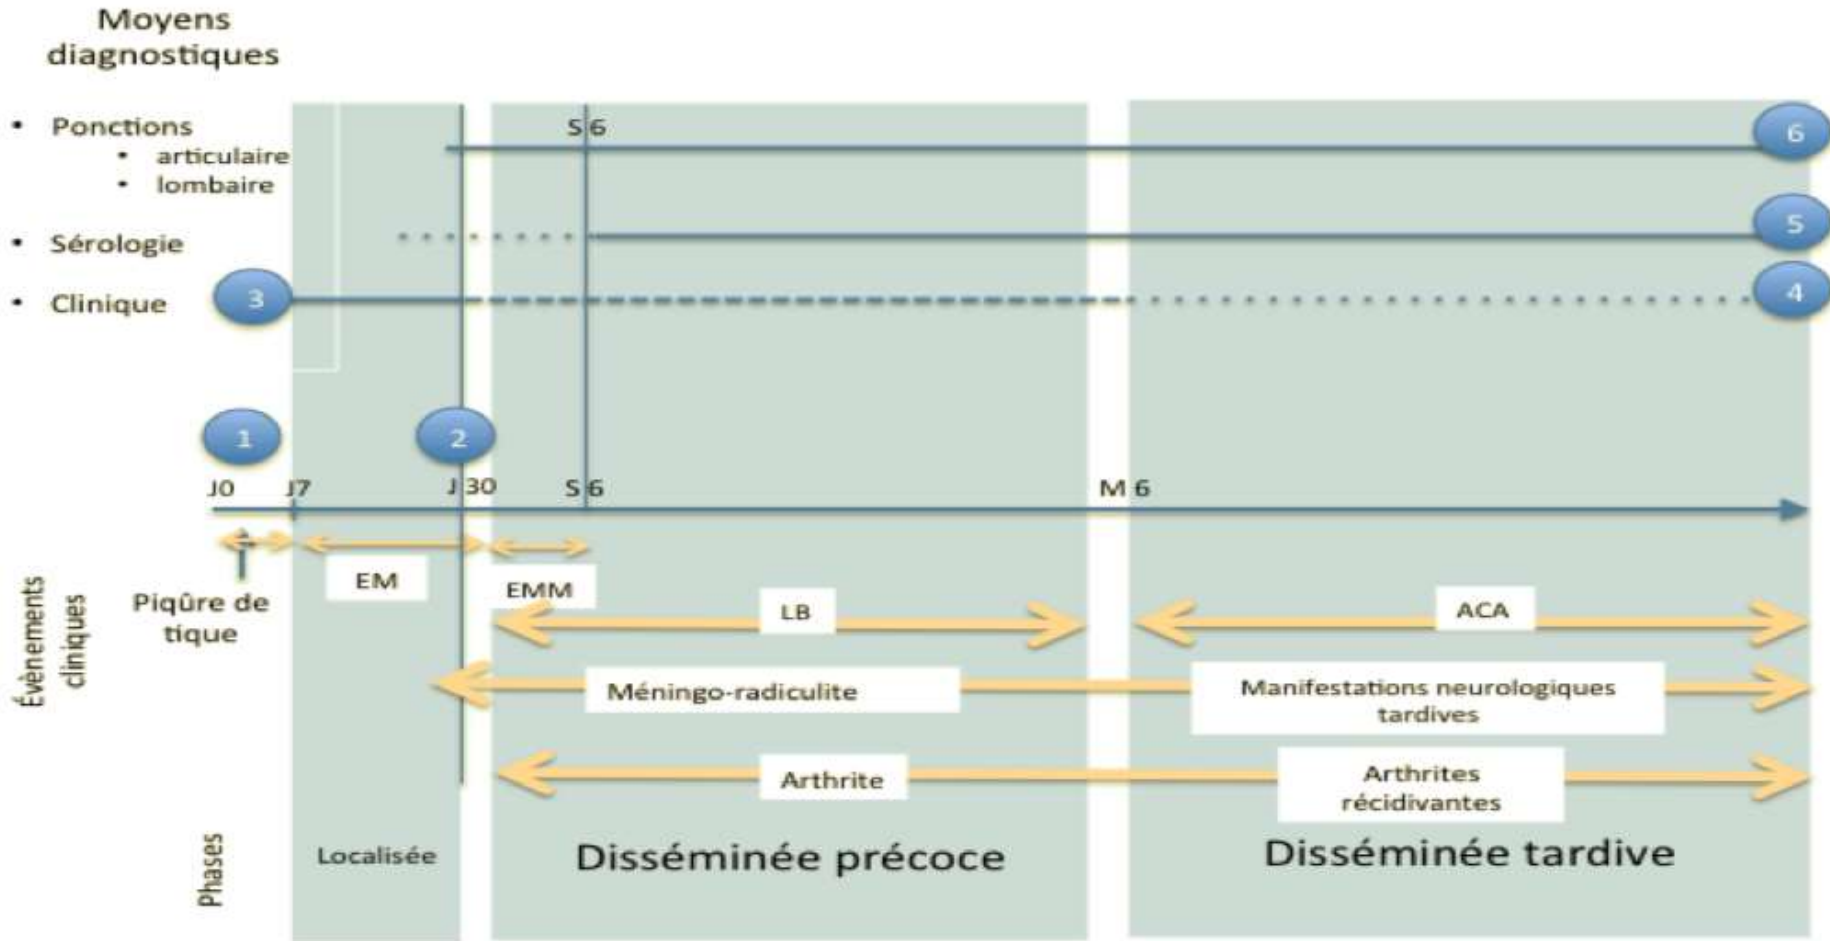 Moyens
diagnostiques
• Ponctions
• articulaire
• lombaire
S 6
6
• Sérologie
5
• Clinique
3
4
1
2
J0
J7
J 30
S 6
M 6
Évènements
cliniques
Piqûre de
tique
EM
EMM
LB
ACA
Méningo-radiculite
Manifestations neurologiques
tardives
Arthrite
Arthrites
récidivantes
Phases
Localisée
Disséminée précoce
Disséminée tardive